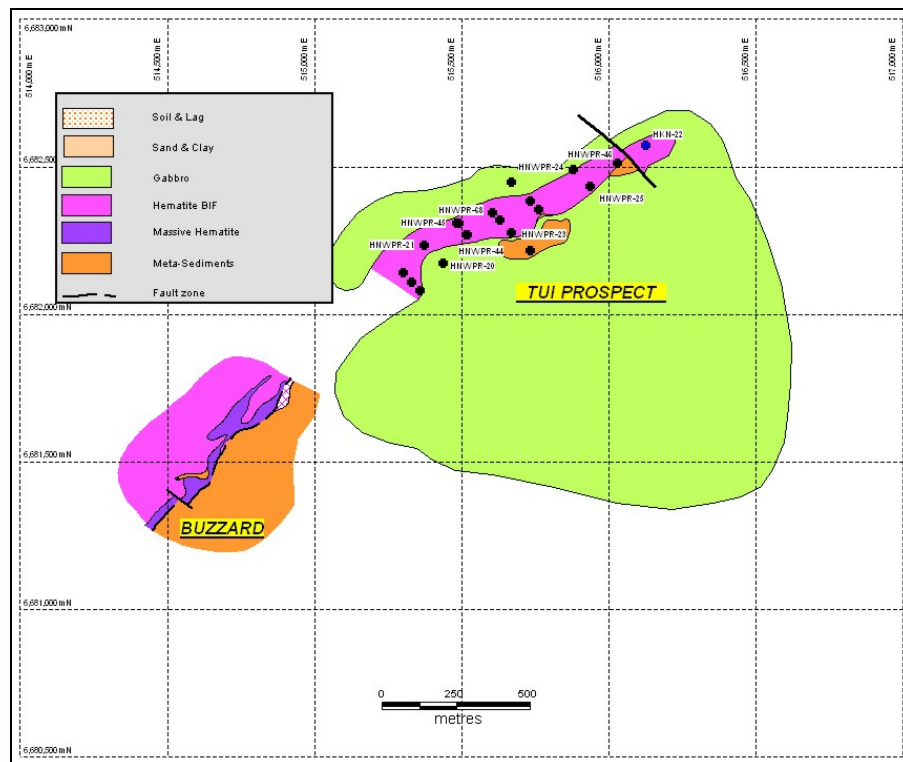 6,683,000 mN
514,000 m E
514,500 m E
515,000 m E
515,500 m E
516,000 m E
516,500 m E
517,000 m E
Soil & Lag
Sand & Clay
Gabbro
Hematite BIF
Massive Hematite
Meta-Sediments
Fault zone
HKN-22
HNWPR-46
HNWPR-24
6,682,500 mN
HNWPR-25
HNWPR-68
HNWPR-45
HNWPR-23
HNWPR-21
HNWPR-44
HNWPR-20
TUI PROSPECT
6,682,000 mN
6,681,500 mN
BUZZARD
6,681,000 mN
0 250 500
metres
6,680,500 mN